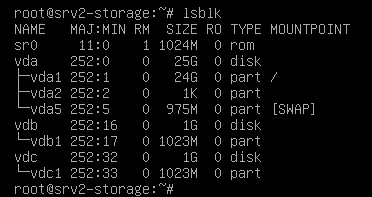 root@srv2-storage:~# lsblk
NAME   MAJ:MIN RM  SIZE RO TYPE MOUNTPOINT
sr0     11:0    1 1024M  0 rom
vda    252:0    0   25G  0 disk
├─vda1 252:1    0   24G  0 part /
├─vda2 252:2    0    1K  0 part
└─vda5 252:5    0  975M  0 part [SWAP]
vdb    252:16   0    1G  0 disk
└─vdb1 252:17   0 1023M  0 part
vdc    252:32   0    1G  0 disk
└─vdc1 252:33   0 1023M  0 part
root@srv2-storage:~#